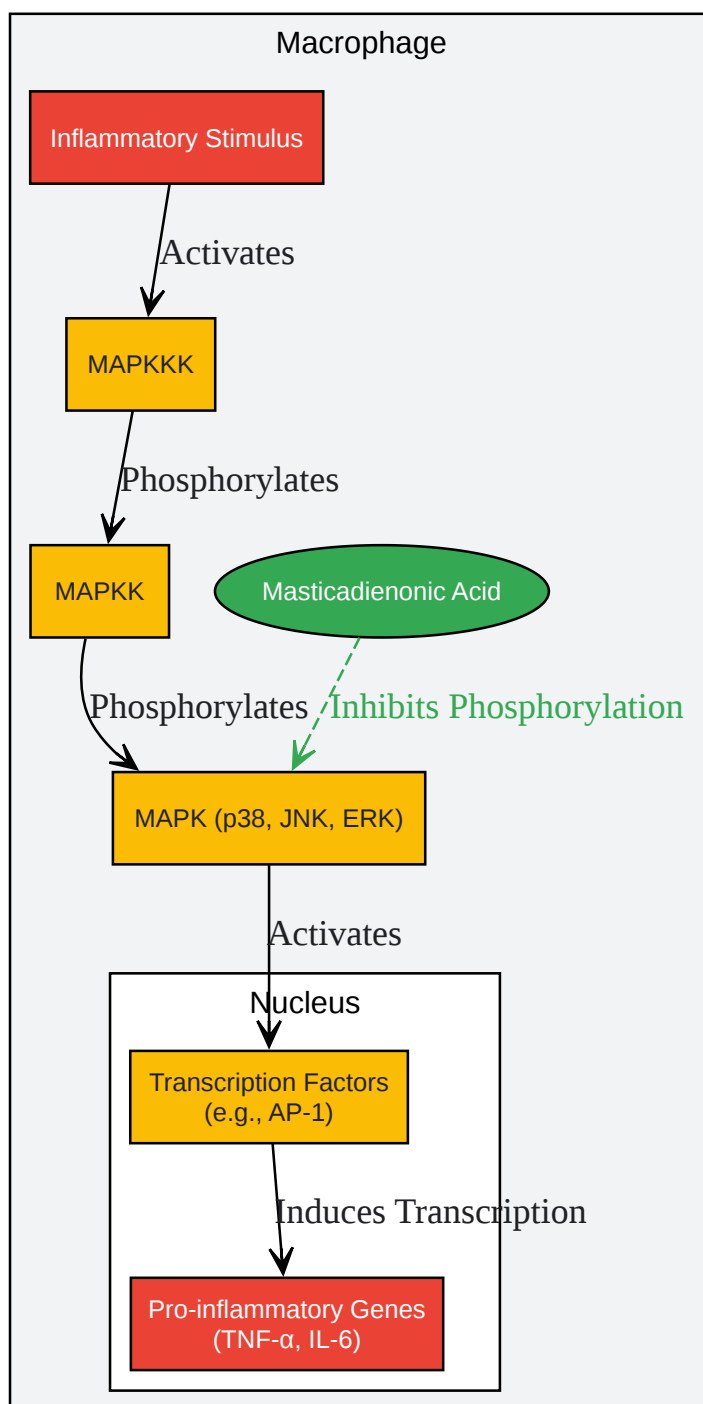 Macrophage
Inflammatory Stimulus
Activates
MAPKKK
Phosphorylates
MAPKK
Masticadienonic Acid
Phosphorylates
Inhibits Phosphorylation
MAPK (p38, JNK, ERK)
Activates
Nucleus
Transcription Factors
(e.g., AP-1)
Induces Transcription
Pro-inflammatory Genes
(TNF-α, IL-6)